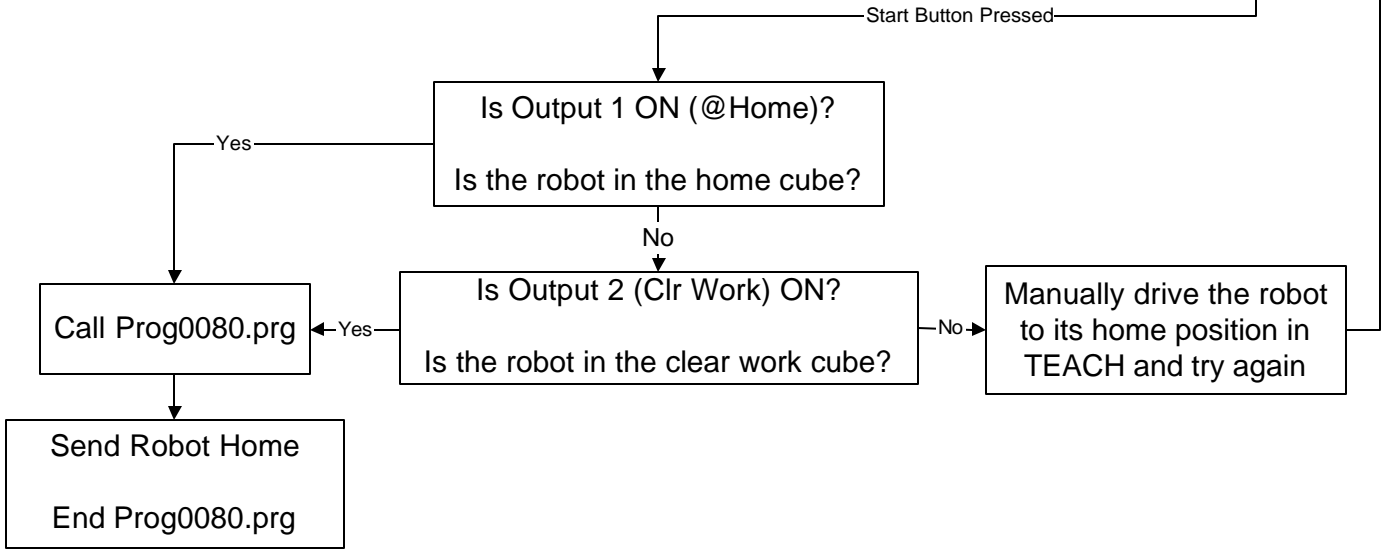 Start Button Pressed
Is Output 1 ON (@Home)?
Is the robot in the home cube?
Yes
No
Is Output 2 (Clr Work) ON?
Is the robot in the clear work cube?
Yes
No
Call Prog0080.prg
Manually drive the robot
to its home position in
TEACH and try again
Send Robot Home
End Prog0080.prg